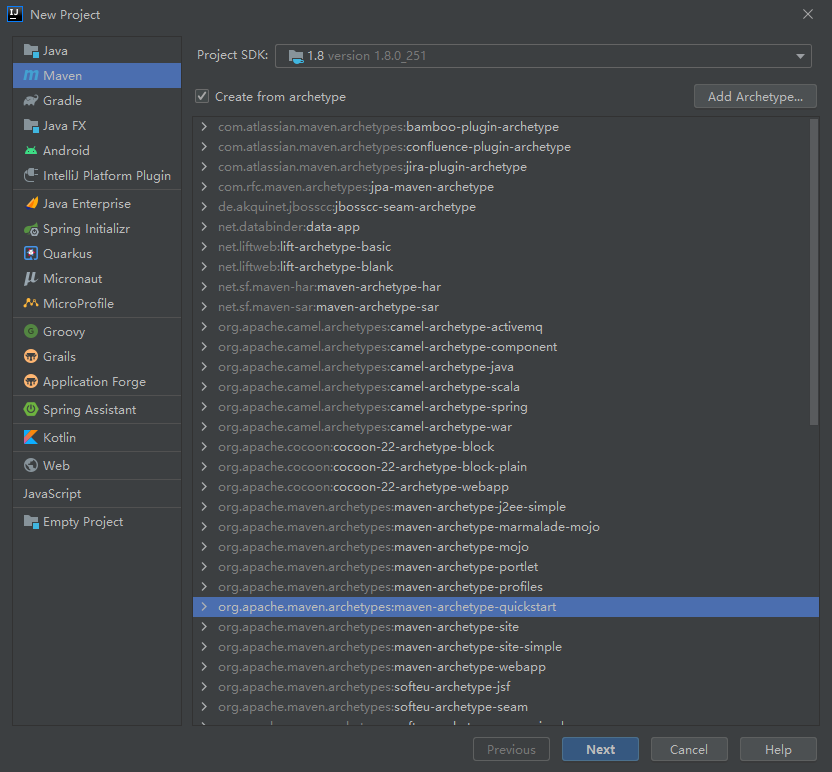 New Project
Java
Maven
Gradle
Java FX
Android
IntelliJ Platform Plugin
Java Enterprise
Spring Initializr
Quarkus
Micronaut
MicroProfile
Groovy
Grails
Application Forge
Spring Assistant
Kotlin
Web
JavaScript
Empty Project
Project SDK: 1.8 version 1.8.0_251
Create from archetype Add Archetype...
com.atlassian.maven.archetypes:bamboo-plugin-archetype
com.atlassian.maven.archetypes:confluence-plugin-archetype
com.atlassian.maven.archetypes:jira-plugin-archetype
com.rfc.maven.archetypes:jpa-maven-archetype
de.akquinet.jbosscc:jbosscc-seam-archetype
net.databinder:data-app
net.liftweb:lift-archetype-basic
net.liftweb:lift-archetype-blank
net.sf.maven-har:maven-archetype-har
net.sf.maven-sar:maven-archetype-sar
org.apache.camel.archetypes:camel-archetype-activemq
org.apache.camel.archetypes:camel-archetype-component
org.apache.camel.archetypes:camel-archetype-java
org.apache.camel.archetypes:camel-archetype-scala
org.apache.camel.archetypes:camel-archetype-spring
org.apache.camel.archetypes:camel-archetype-war
org.apache.cocoon:cocoon-22-archetype-block
org.apache.cocoon:cocoon-22-archetype-block-plain
org.apache.cocoon:cocoon-22-archetype-webapp
org.apache.maven.archetypes:maven-archetype-j2ee-simple
org.apache.maven.archetypes:maven-archetype-marmalade-mojo
org.apache.maven.archetypes:maven-archetype-mojo
org.apache.maven.archetypes:maven-archetype-portlet
org.apache.maven.archetypes:maven-archetype-profiles
org.apache.maven.archetypes:maven-archetype-quickstart
org.apache.maven.archetypes:maven-archetype-site
org.apache.maven.archetypes:maven-archetype-site-simple
org.apache.maven.archetypes:maven-archetype-webapp
org.apache.maven.archetypes:softeu-archetype-jsf
org.apache.maven.archetypes:softeu-archetype-seam
Previous Next Cancel Help